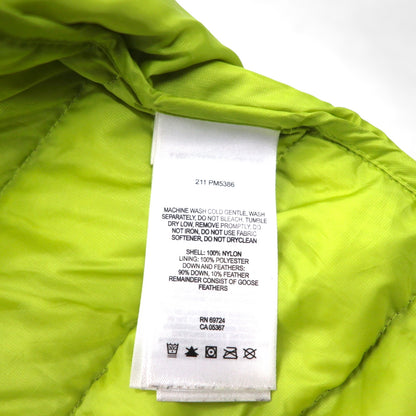 211 PM5386
MACHINE WASH COLD GENTLE, WASH
SEPARATELY, DO NOT BLEACH, TUMBLE
DRY LOW, REMOVE PROMPTLY, DO
NOT IRON, DO NOT USE FABRIC
SOFTENER, DO NOT DRYCLEAN
SHELL: 100% NYLON
LINING: 100% POLYESTER
DOWN AND FEATHERS:
90% DOWN, 10% FEATHER
REMAINDER CONSIST OF GOOSE
FEATHERS
RN 69724
CA 05367